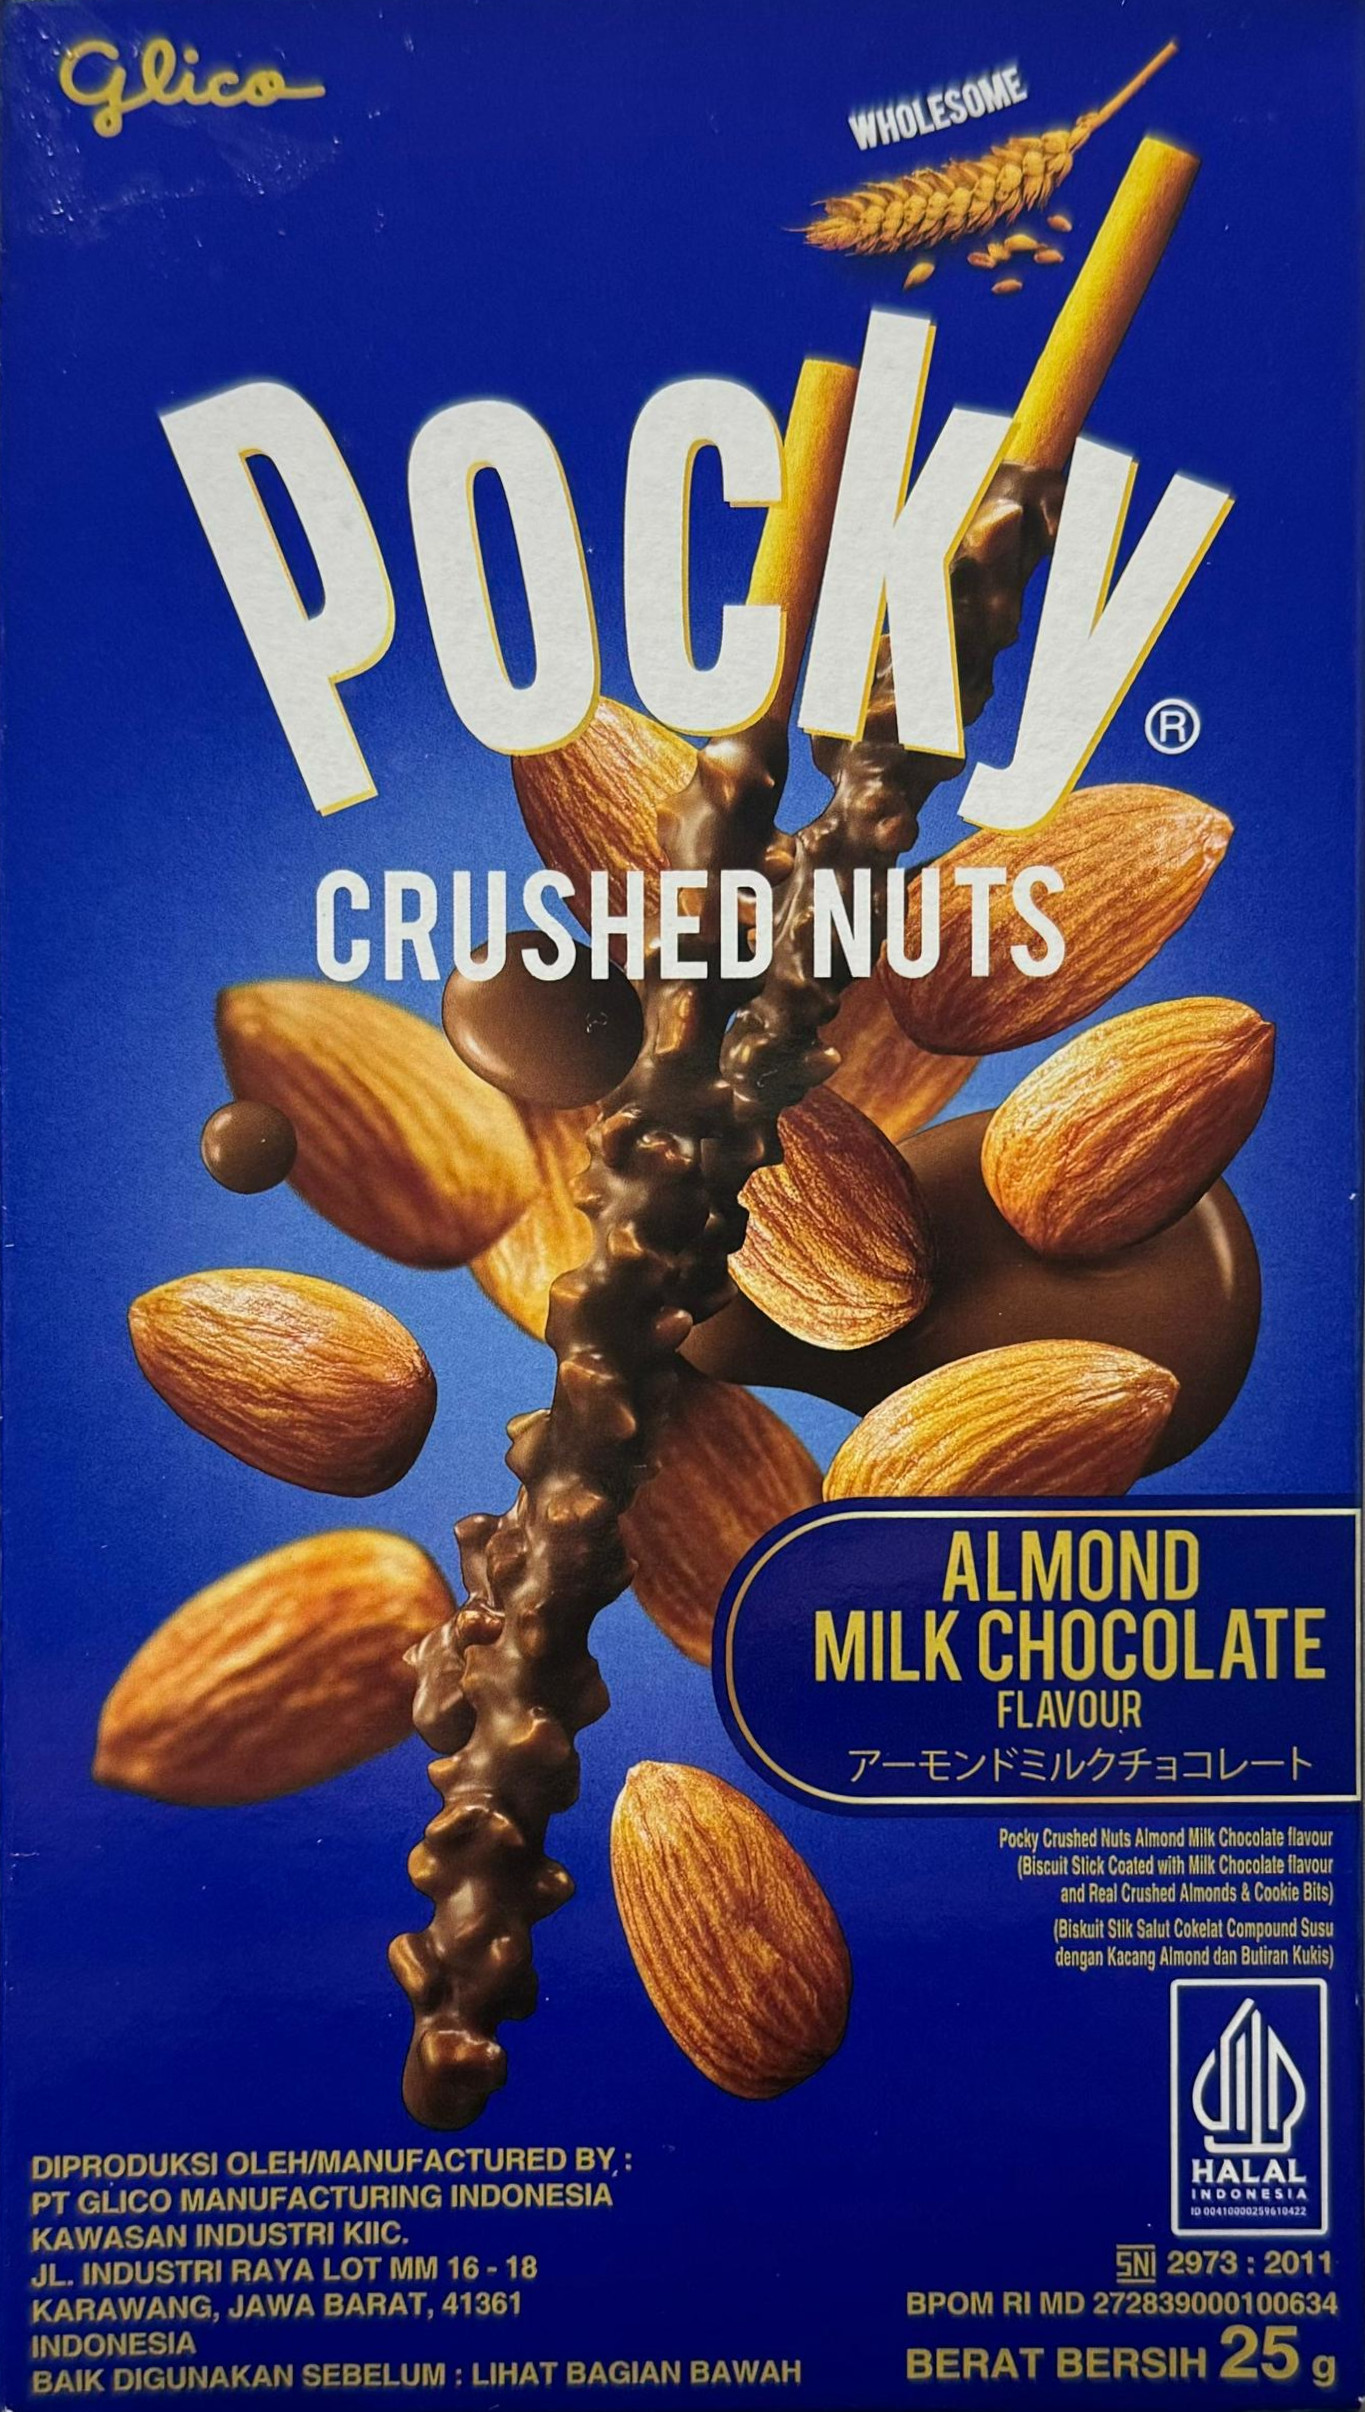 Glico
WHOLESOME
POCKY®
CRUSHED NUTS
ALMOND
MILK CHOCOLATE
FLAVOUR
アーモンドミルクチョコレート
Pocky Crushed Nuts Almond Milk Chocolate flavour
(Biscuit Stick Coated with Milk Chocolate flavour
and Real Crushed Almonds & Cookie Bits)
(Biskuit Stik Salut Cokelat Compound Susu
dengan Kacang Almond dan Butiran Kukis)
HALAL
INDONESIA
ID 00410000259610422
SNI 2973 : 2011
BPOM RI MD 272839000100634
BERAT BERSIH 25 g
DIPRODUKSI OLEH/MANUFACTURED BY :
PT GLICO MANUFACTURING INDONESIA
KAWASAN INDUSTRI KIIC.
JL. INDUSTRI RAYA LOT MM 16 - 18
KARAWANG, JAWA BARAT, 41361
INDONESIA
BAIK DIGUNAKAN SEBELUM : LIHAT BAGIAN BAWAH